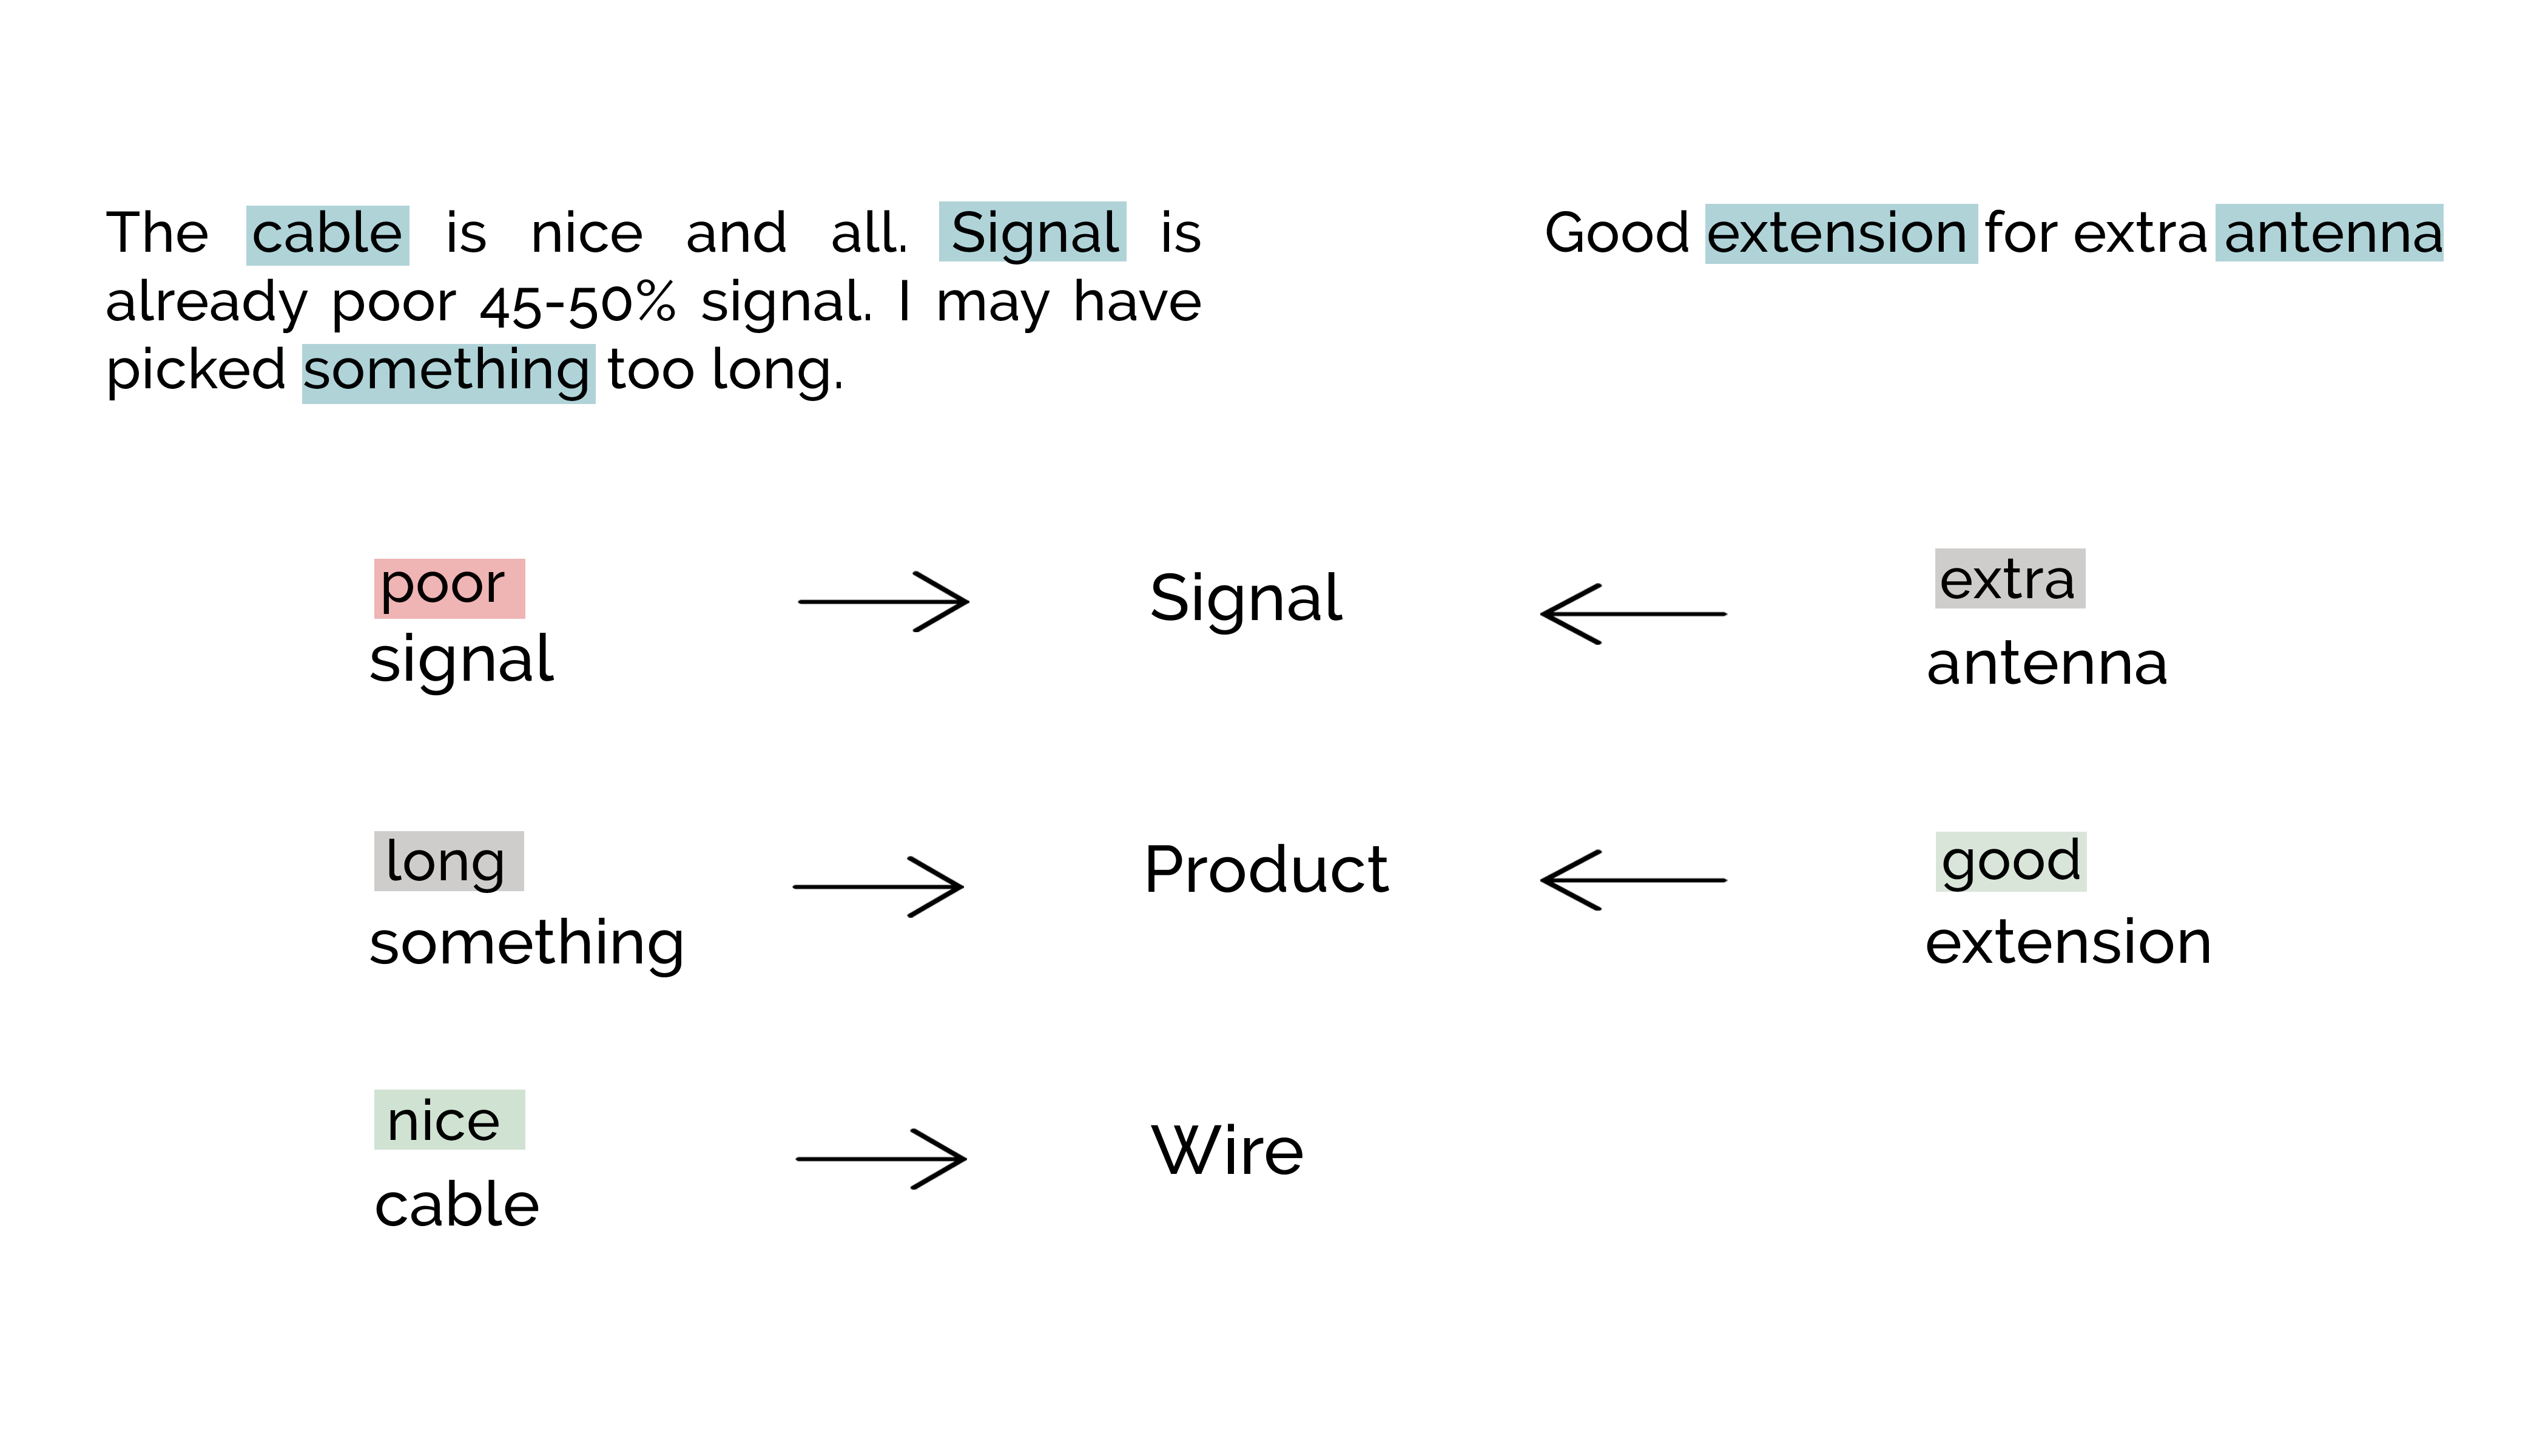 The cable is nice and all. Signal is
already poor 45-50% signal. I may have
picked something too long.
Good extension for extra antenna
poor
signal
Signal
extra
antenna
long
something
Product
good
extension
nice
cable
Wire